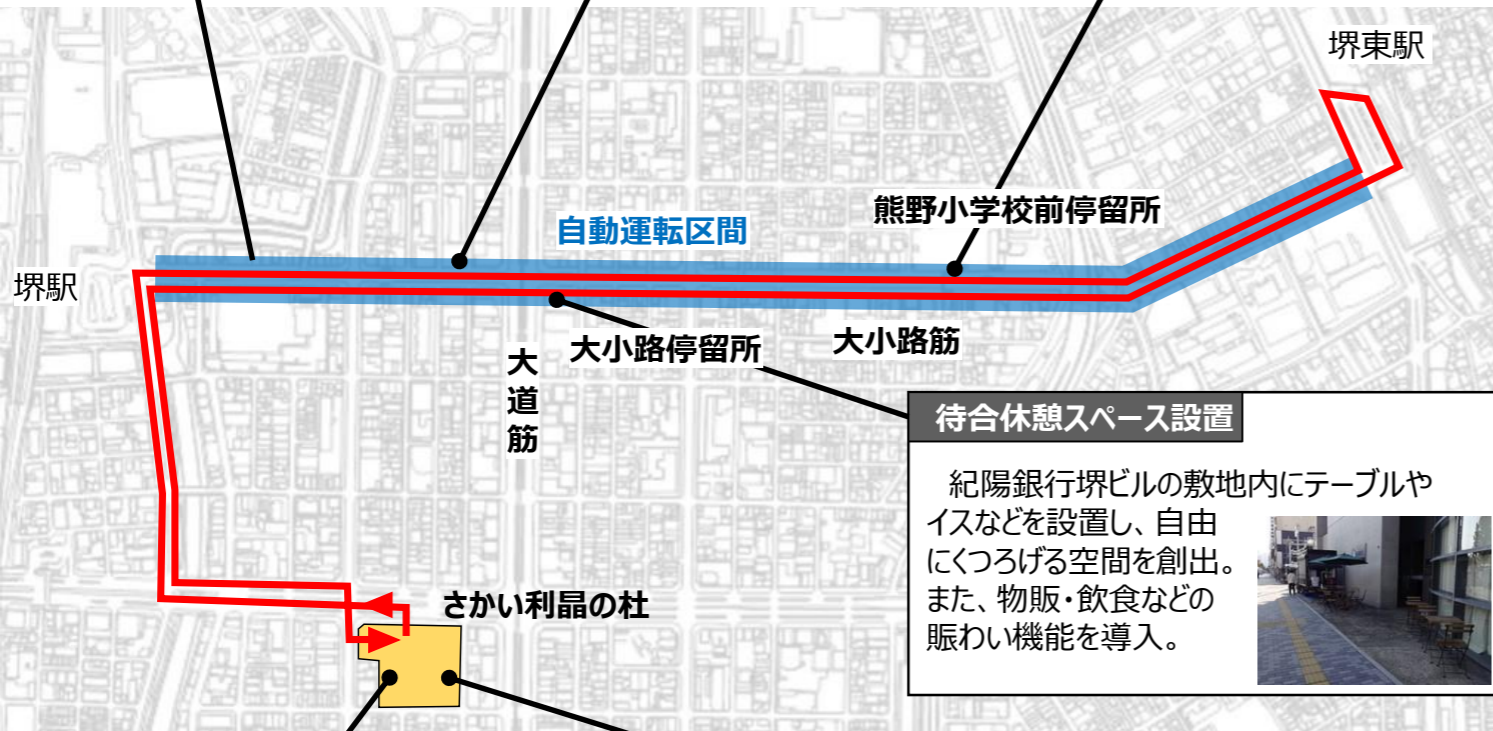 堺東駅
熊野小学校前停留所
自動運転区間
堺駅
大小路停留所
大小路筋
大道筋
待合休憩スペース設置
紀陽銀行堺ビルの敷地内にテーブルや
イスなどを設置し、自由
にくつろげる空間を創出。
また、物販・飲食などの
賑わい機能を導入。
さかい利晶の杜